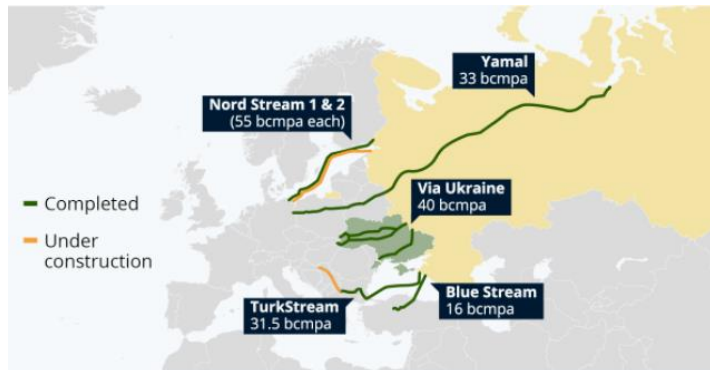 Yamal
33 bcmpa
Nord Stream 1 & 2
(55 bcmpa each)
Via Ukraine
40 bcmpa
Completed
Under
construction
Blue Stream
16 bcmpa
TurkStream
31.5 bcmpa